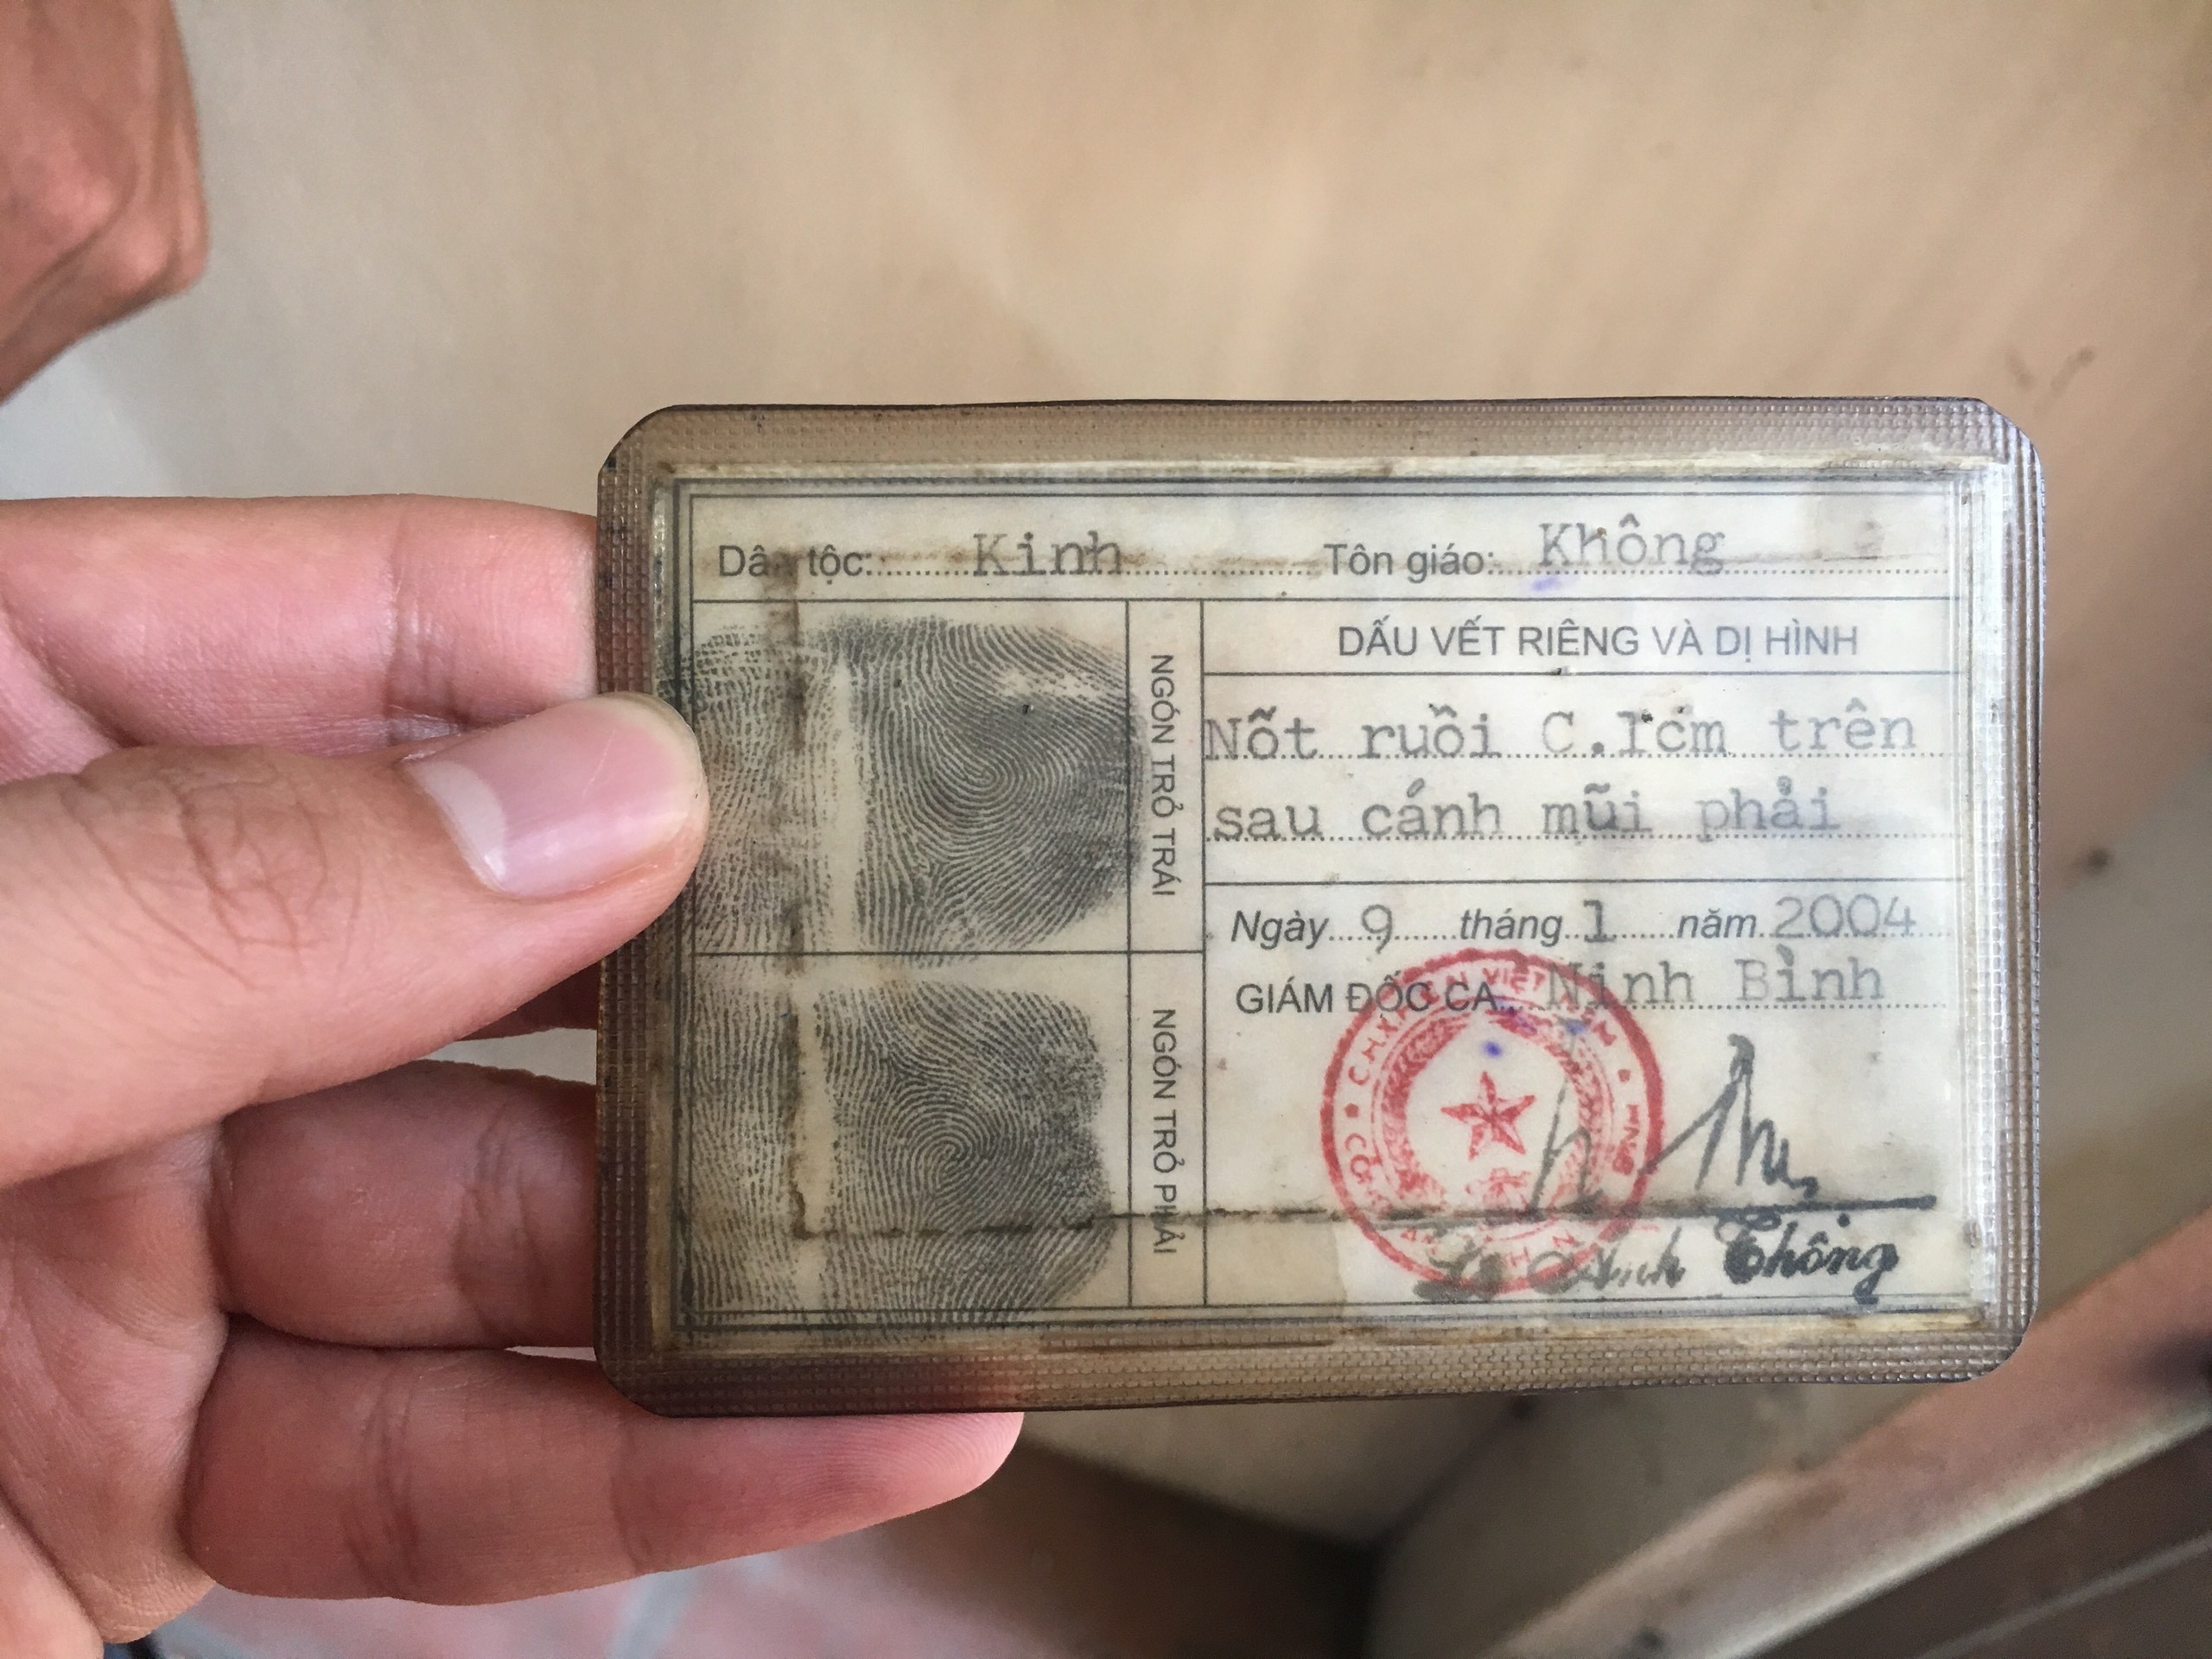 Dân tộc: Kinh Tôn giáo: Không
NGÓN TRỎ TRÁI
NGÓN TRỎ PHẢI
DẤU VẾT RIÊNG VÀ DỊ HÌNH
Nốt ruồi C.1cm trên
sau cánh mũi phải
Ngày 9 tháng 1 năm 2004
GIÁM ĐỐC CA Ninh Bình
Thông